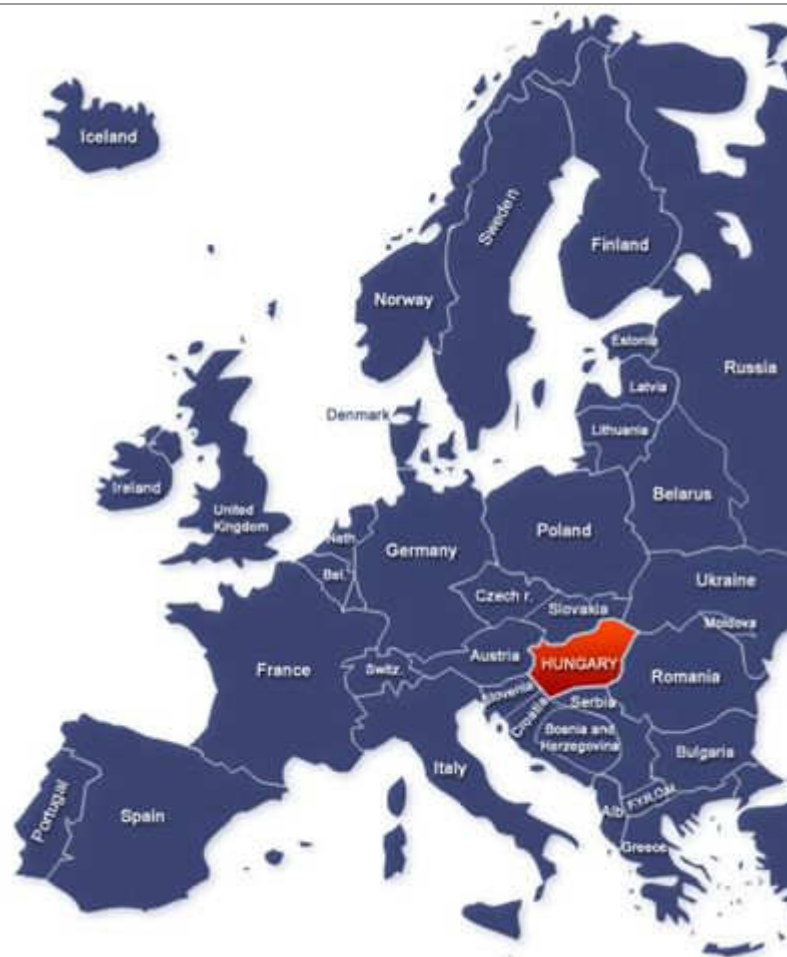 Iceland
Sweden
Finland
Norway
Estonia
Russia
Latvia
Denmark
Lithuania
Ireland
Belarus
United
Kingdom
Poland
Neth
Germany
Bel.
Ukraine
Czech r.
Slovakia
Moldova
Austria
HUNGARY
France
Switz.
Romania
Slovenia
Serbia
Croatia
Bosnia and
Herzegovina
Bulgaria
Italy
Portugal
Spain
Alb
FYROM
Greece